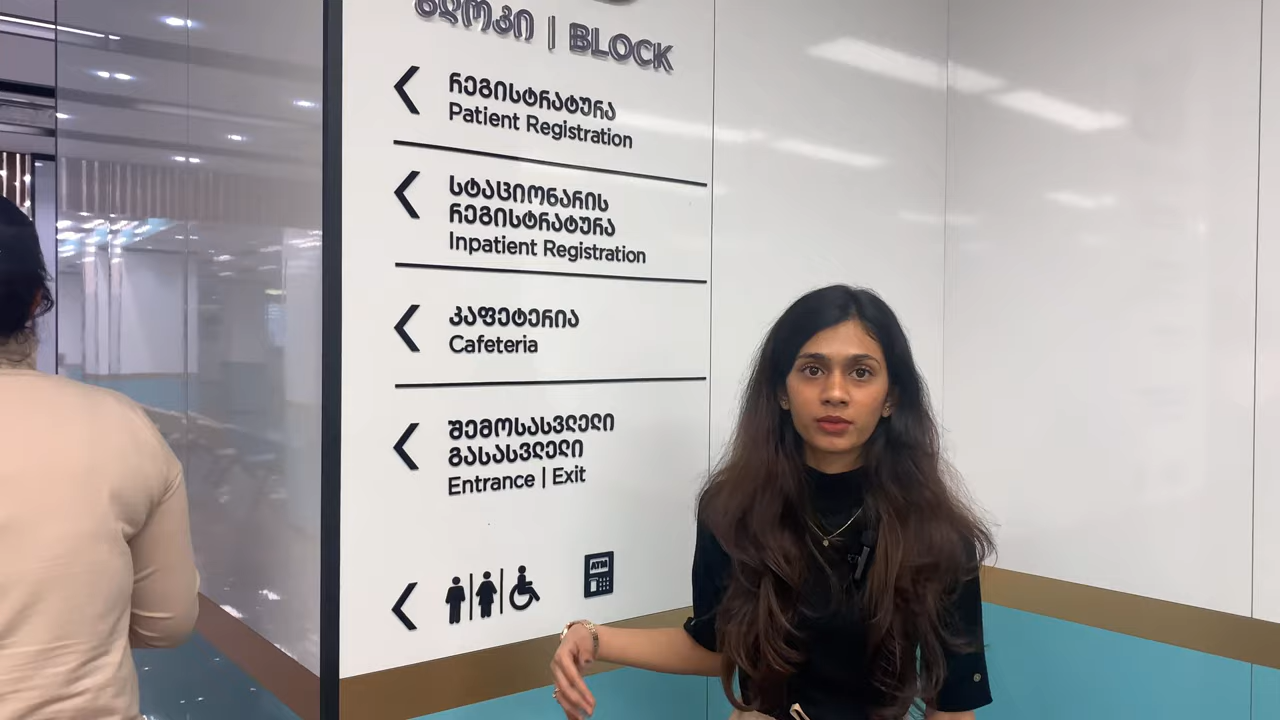 ბლოკი | BLOCK
რეგისტრატურა
Patient Registration
სტაციონარის
რეგისტრატურა
Inpatient Registration
კაფეტერია
Cafeteria
შემოსასვლელი
გასასვლელი
Entrance | Exit
ATM